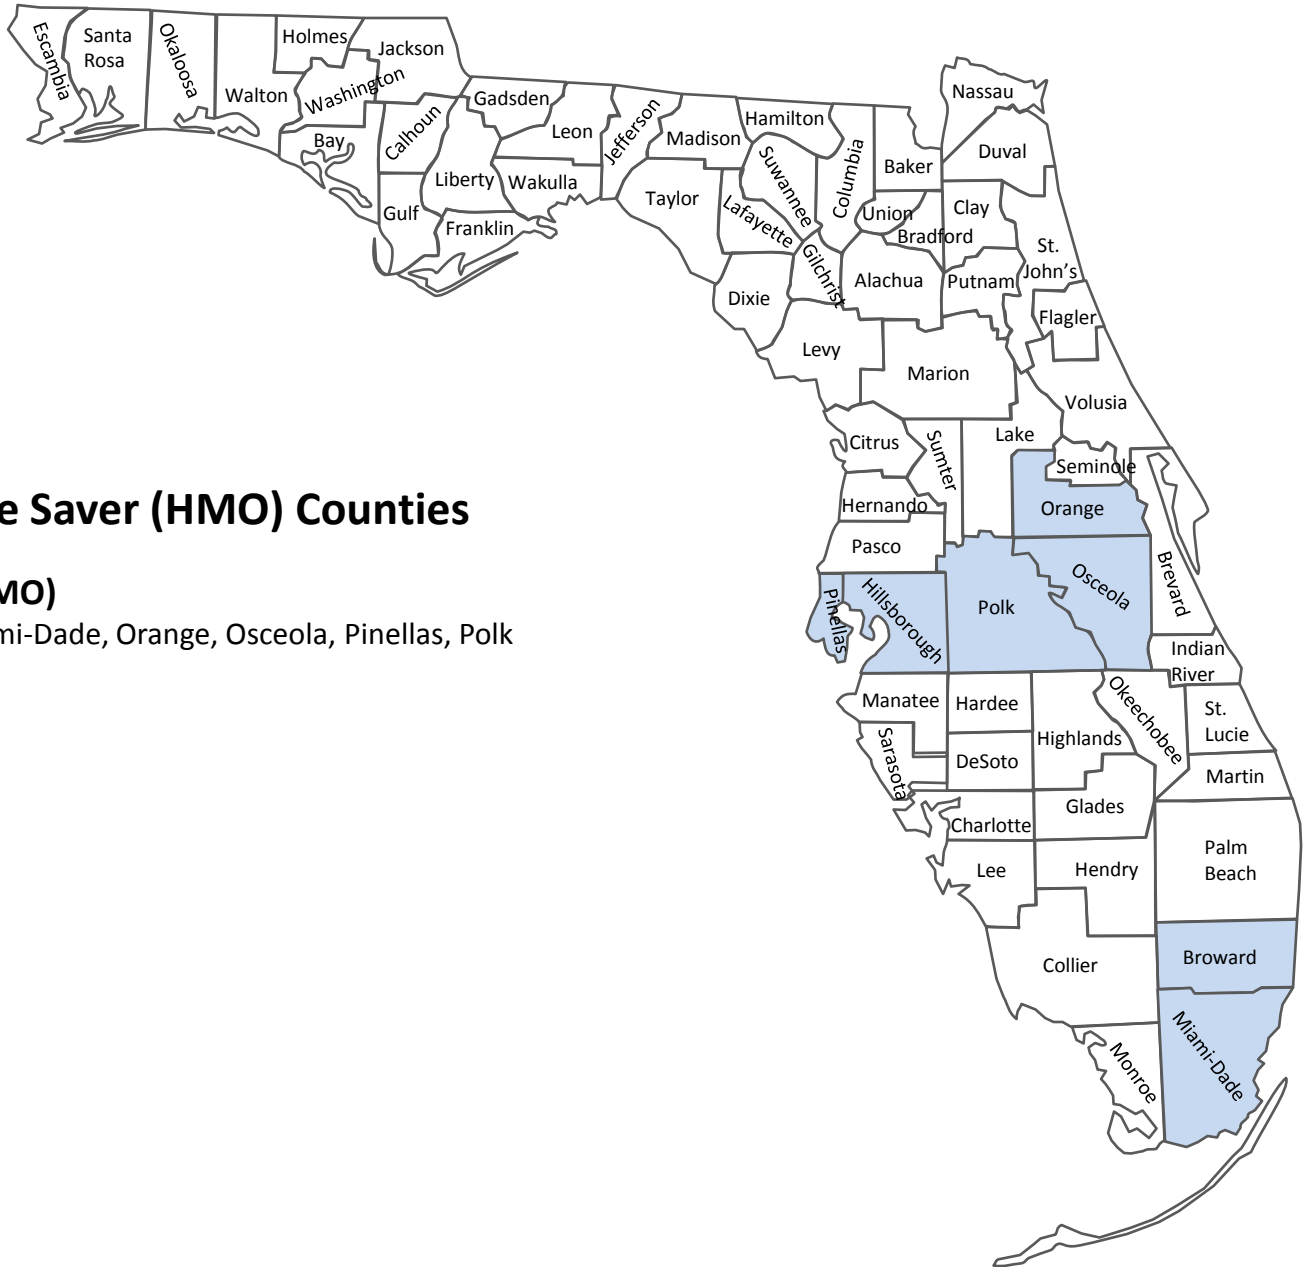 Escambia
Santa
Rosa
Okaloosa
Walton
Holmes
Jackson
Washington
Bay
Calhoun
Gulf
Gadsden
Liberty
Leon
Wakulla
Franklin
Jefferson
Madison
Taylor
Hamilton
Suwannee
Lafayette
Dixie
Columbia
Gilchrist
Baker
Union
Bradford
Alachua
Levy
Nassau
Duval
Clay
St.
John’s
Putnam
Flagler
Marion
Volusia
Citrus
Sumter
Lake
Seminole
Hernando
Orange
Pasco
Pinellas
Hillsborough
Polk
Osceola
Brevard
Indian
River
e Saver (HMO) Counties
MO)
mi-Dade, Orange, Osceola, Pinellas, Polk
Manatee
Hardee
Highlands
Okeechobee
St.
Lucie
Sarasota
DeSoto
Martin
Charlotte
Glades
Lee
Hendry
Palm
Beach
Collier
Broward
Monroe
Miami-Dade